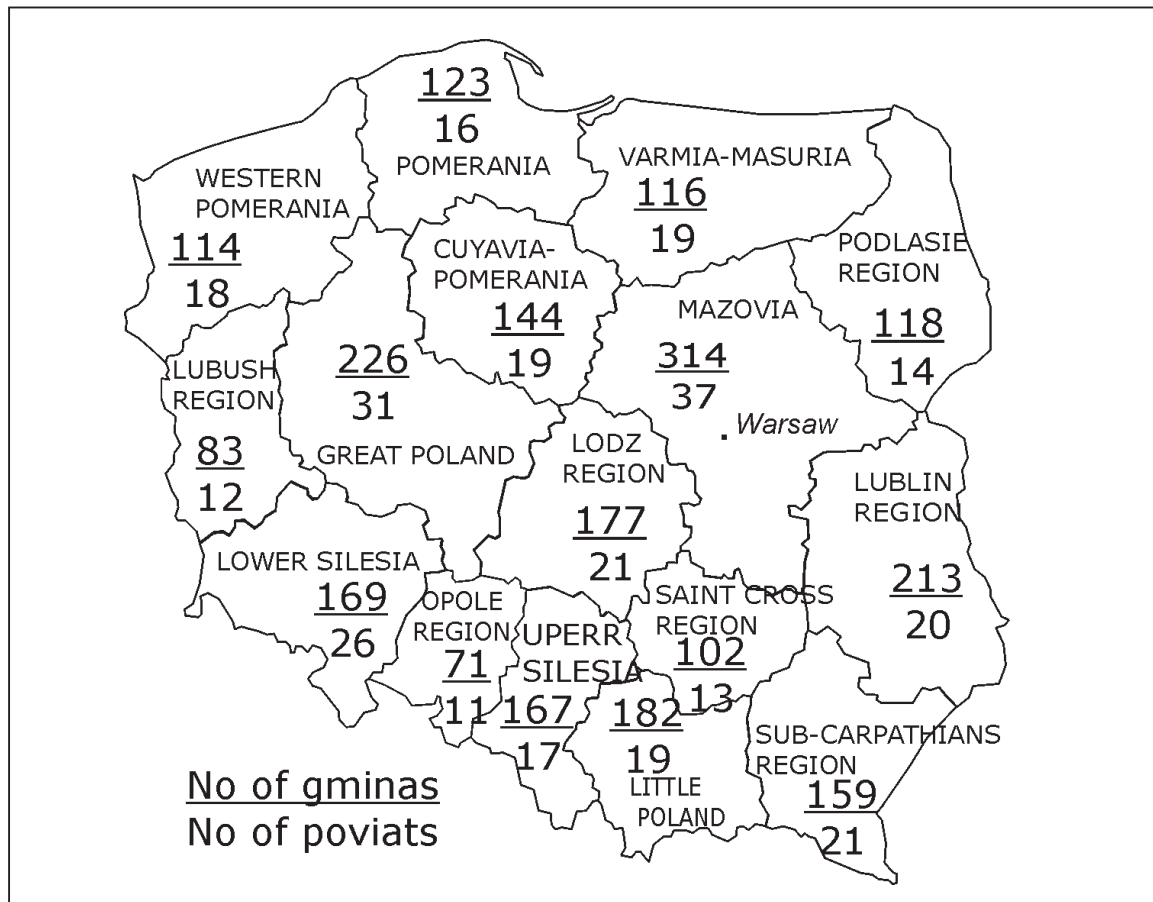 123
16
POMERANIA
VARMIA-MASURIA
116
19
WESTERN
POMERANIA
114
18
CUYAVIA-
POMERANIA
144
19
PODLASIE
REGION
118
14
MAZOVIA
314
37
Warsaw
LUBUSH
REGION
83
12
226
31
GREAT POLAND
LODZ
REGION
177
21
LUBLIN
REGION
213
20
LOWER SILESIA
169
26
OPOLE
REGION
71
11
UPERR
SILESIA
167
17
SAINT CROSS
REGION
102
13
182
19
LITTLE
POLAND
SUB-CARPATHIANS
REGION
159
21
No of gminas
No of poviats